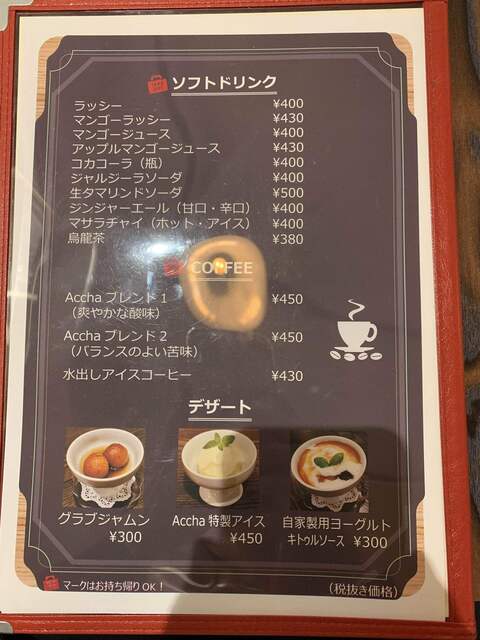 ソフトドリンク
ラッシー ¥400
マンゴーラッシー ¥430
マンゴージュース ¥400
アップルマンゴージュース ¥430
コカコーラ（瓶） ¥400
ジャルジーラソーダ ¥400
生タマリンドソーダ ¥500
ジンジャーエール（甘口・辛口） ¥400
マサラチャイ（ホット・アイス） ¥400
烏龍茶 ¥380
COFFEE
Accha ブレンド１ ¥450
（爽やかな酸味）
Accha ブレンド２ ¥450
（バランスのよい苦味）
水出しアイスコーヒー ¥430
デザート
グラブジャムン
¥300
Accha 特製アイス
¥450
自家製用ヨーグルト
キトゥルソース ¥300
マークはお持ち帰りOK！
（税抜き価格）